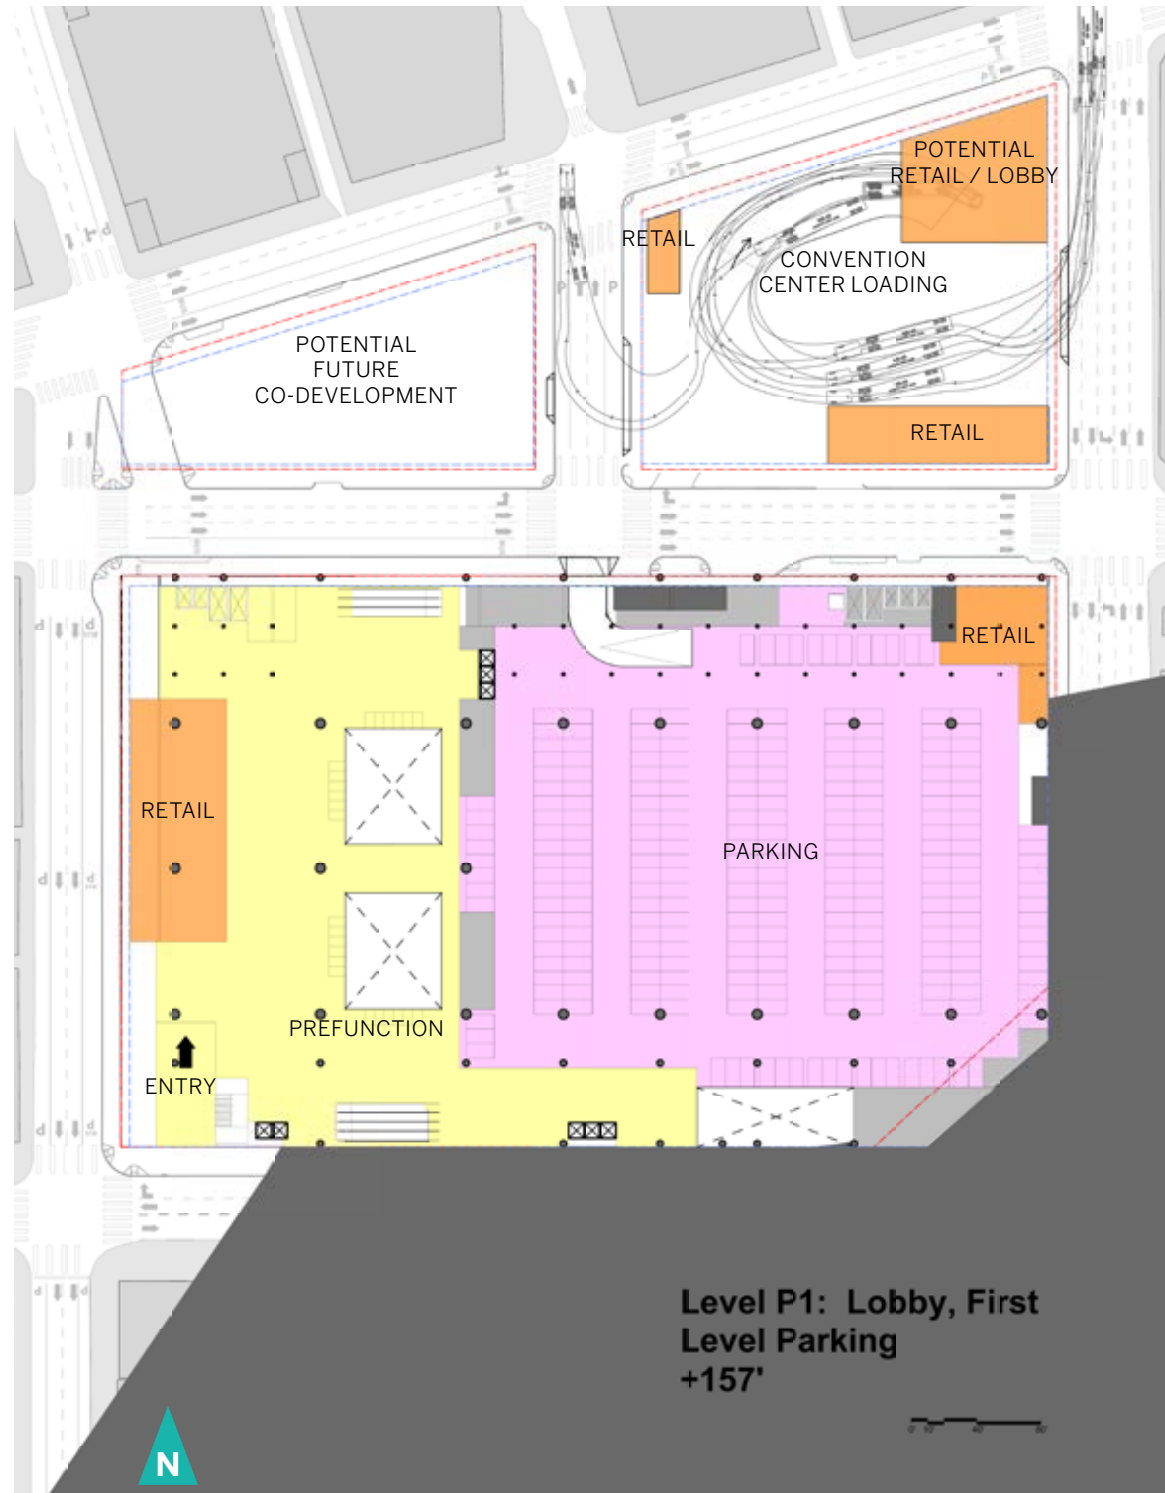 POTENTIAL
RETAIL / LOBBY
RETAIL
CONVENTION
CENTER LOADING
POTENTIAL
FUTURE
CO-DEVELOPMENT
RETAIL
RETAIL
RETAIL
PARKING
PREFUNCTION
ENTRY
Level P1: Lobby, First
Level Parking
+157'
N